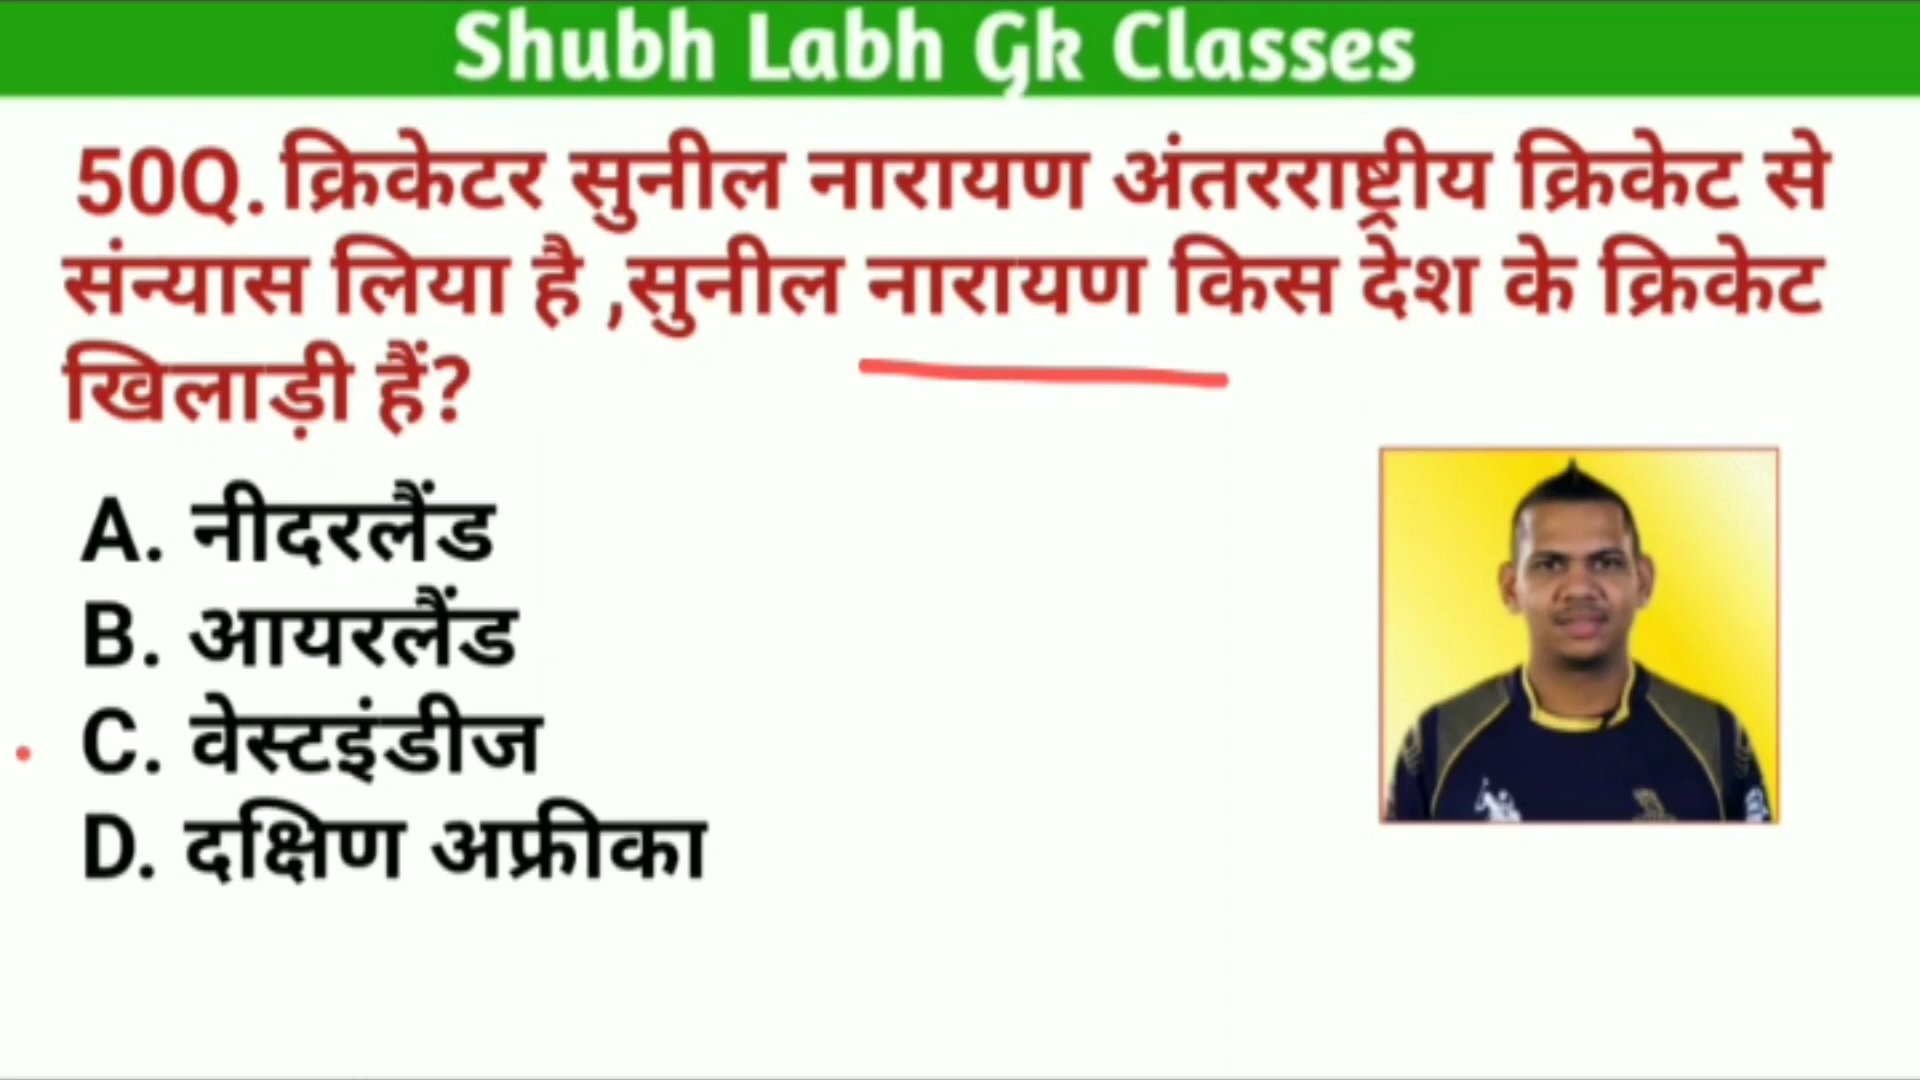 Shubh Labh Gk Classes
50Q. क्रिकेटर सुनील नारायण अंतरराष्ट्रीय क्रिकेट से
संन्यास लिया है ,सुनील नारायण किस देश के क्रिकेट
खिलाड़ी हैं?
A. नीदरलैंड
B. आयरलैंड
C. वेस्टइंडीज
D. दक्षिण अफ्रीका